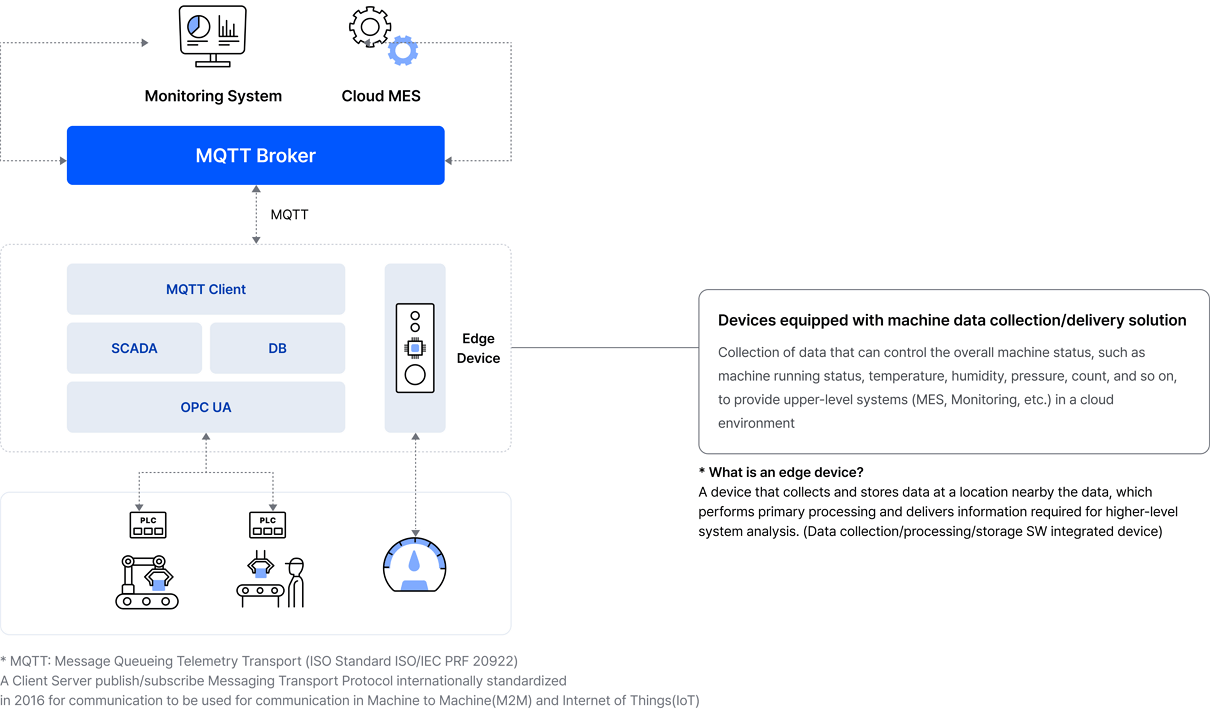 Monitoring System
Cloud MES
MQTT Broker
MQTT
MQTT Client
SCADA
DB
OPC UA
Edge
Device
PLC
PLC
Devices equipped with machine data collection/delivery solution
Collection of data that can control the overall machine status, such as
machine running status, temperature, humidity, pressure, count, and so on,
to provide upper-level systems (MES, Monitoring, etc.) in a cloud
environment
* What is an edge device?
A device that collects and stores data at a location nearby the data, which
performs primary processing and delivers information required for higher-level
system analysis. (Data collection/processing/storage SW integrated device)
* MQTT: Message Queueing Telemetry Transport (ISO Standard ISO/IEC PRF 20922)
A Client Server publish/subscribe Messaging Transport Protocol internationally standardized
in 2016 for communication to be used for communication in Machine to Machine(M2M) and Internet of Things(IoT)